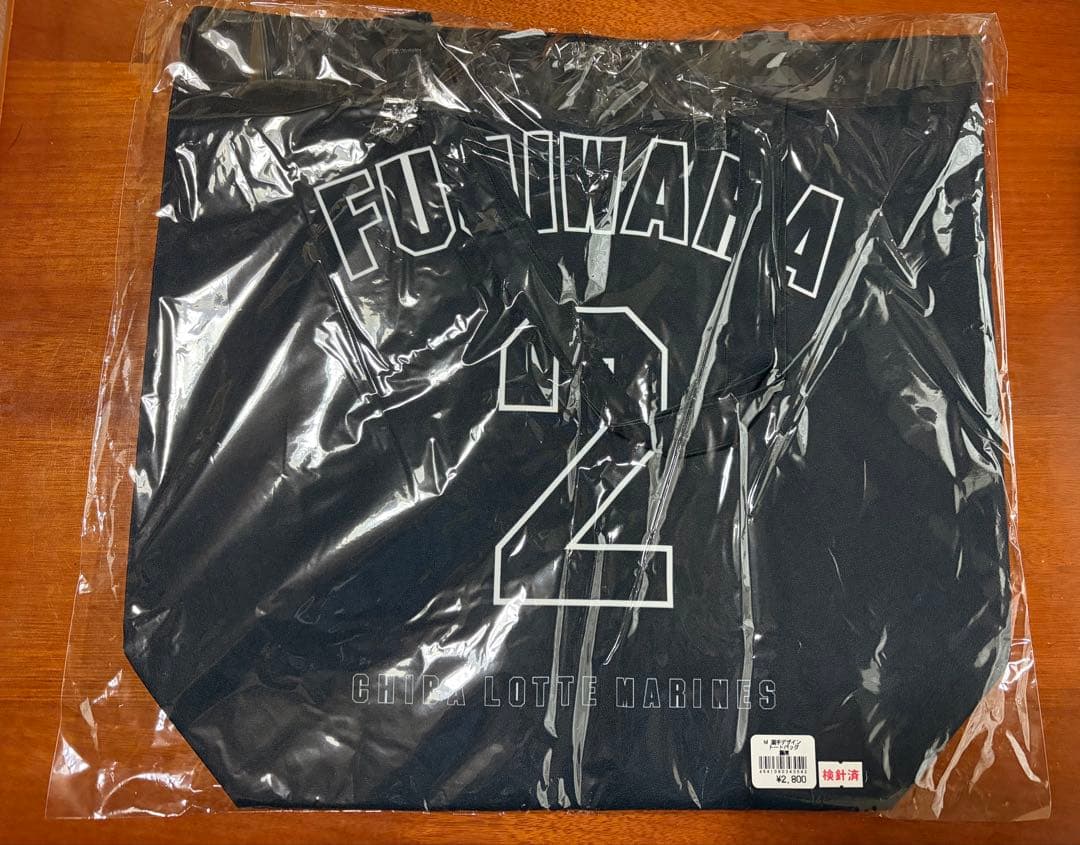 FUJIWARA
2
CHIBA LOTTE MARINES
M 選手デザイン
トートバッグ
¥2,800
検針済